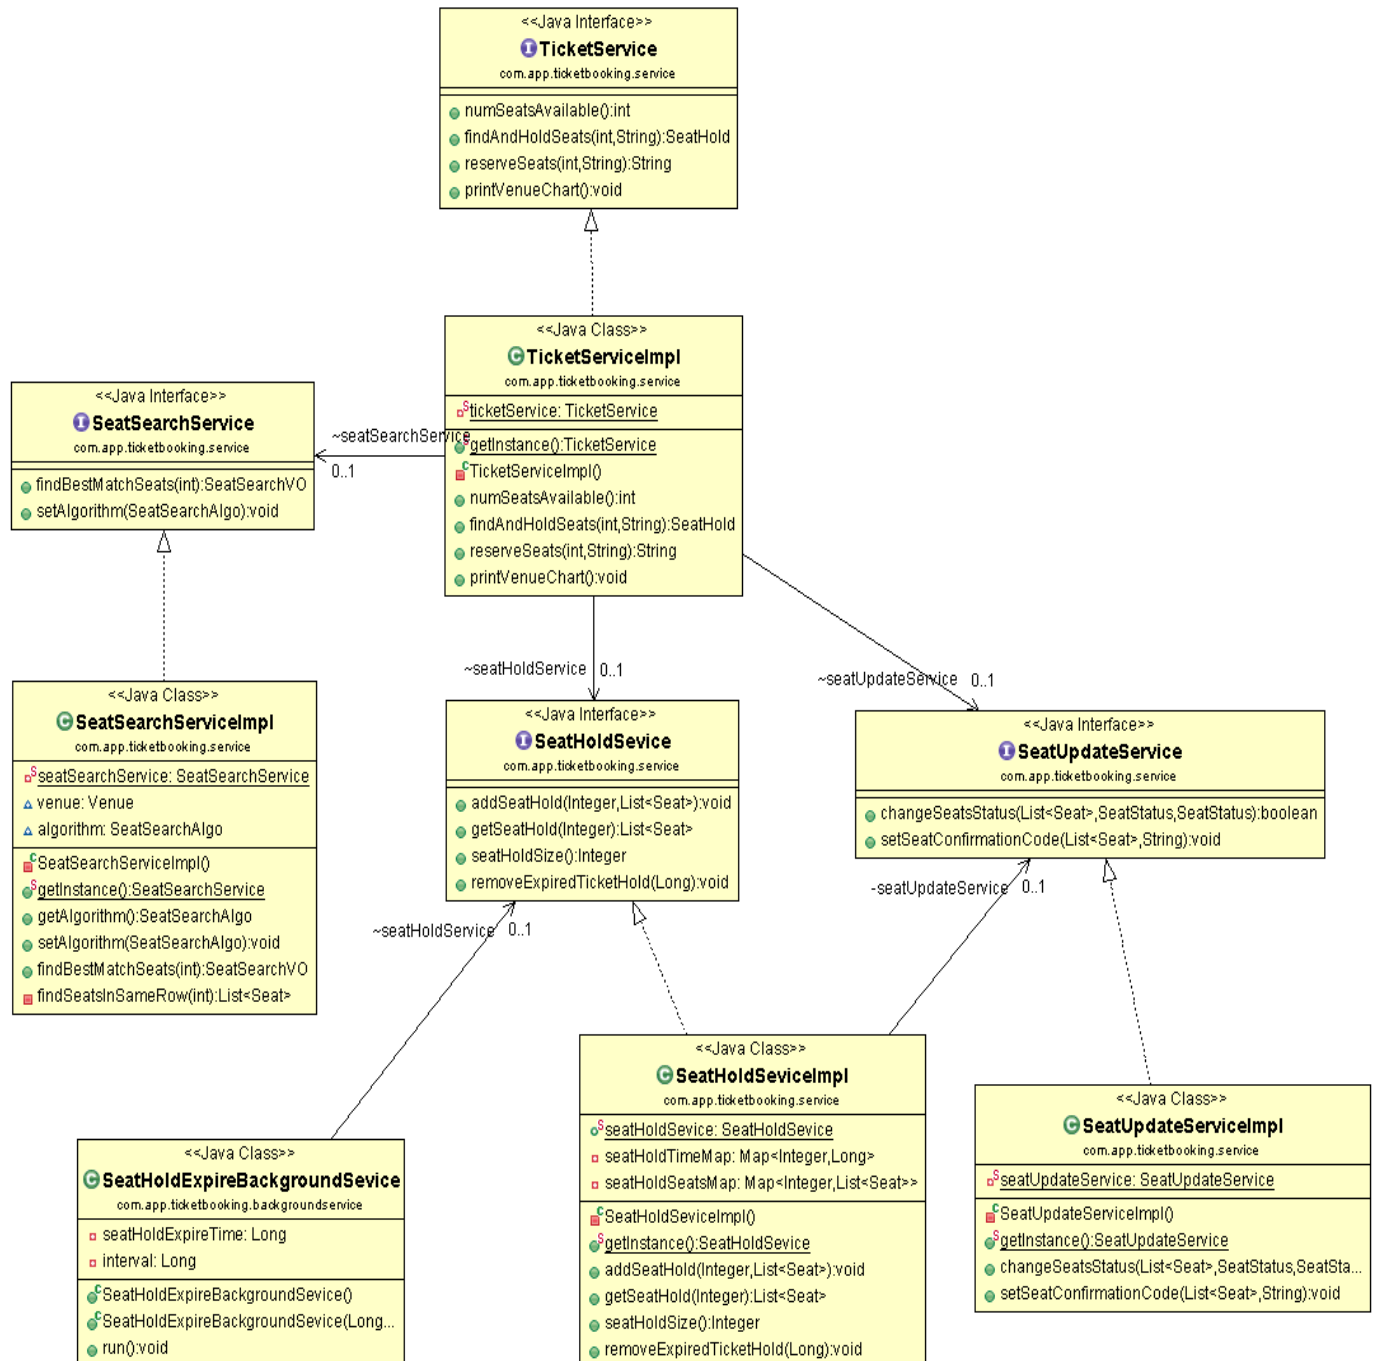 <<Java Interface>>
TicketService
com.app.ticketbooking.service
numSeatsAvailable():int
findAndHoldSeats(int,String):SeatHold
reserveSeats(int,String):String
printVenueChart():void
<<Java Class>>
TicketServiceImpl
com.app.ticketbooking.service
ticketService: TicketService
getInstance():TicketService
TicketServiceImpl()
numSeatsAvailable():int
findAndHoldSeats(int,String):SeatHold
reserveSeats(int,String):String
printVenueChart():void
<<Java Interface>>
SeatSearchService
com.app.ticketbooking.service
findBestMatchSeats(int):SeatSearchVO
setAlgorithm(SeatSearchAlgo):void
~seatSearchService
0..1
<<Java Class>>
SeatSearchServiceImpl
com.app.ticketbooking.service
seatSearchService: SeatSearchService
venue: Venue
algorithm: SeatSearchAlgo
SeatSearchServiceImpl()
getInstance():SeatSearchService
getAlgorithm():SeatSearchAlgo
setAlgorithm(SeatSearchAlgo):void
findBestMatchSeats(int):SeatSearchVO
findSeatsInSameRow(int):List<Seat>
~seatHoldService 0..1
~seatUpdateService 0..1
<<Java Interface>>
SeatHoldSevice
com.app.ticketbooking.service
addSeatHold(Integer,List<Seat>):void
getSeatHold(Integer):List<Seat>
seatHoldSize():Integer
removeExpiredTicketHold(Long):void
<<Java Interface>>
SeatUpdateService
com.app.ticketbooking.service
changeSeatsStatus(List<Seat>,SeatStatus,SeatStatus):boolean
setSeatConfirmationCode(List<Seat>,String):void
~seatHoldService 0..1
-seatUpdateService 0..1
<<Java Class>>
SeatHoldExpireBackgroundSevice
com.app.ticketbooking.backgroundservice
seatHoldExpireTime: Long
interval: Long
SeatHoldExpireBackgroundSevice()
SeatHoldExpireBackgroundSevice(Long...
run():void
<<Java Class>>
SeatHoldSeviceImpl
com.app.ticketbooking.service
seatHoldSevice: SeatHoldSevice
seatHoldTimeMap: Map<Integer,Long>
seatHoldSeatsMap: Map<Integer,List<Seat>>
SeatHoldSeviceImpl()
getInstance():SeatHoldSevice
addSeatHold(Integer,List<Seat>):void
getSeatHold(Integer):List<Seat>
seatHoldSize():Integer
removeExpiredTicketHold(Long):void
<<Java Class>>
SeatUpdateServiceImpl
com.app.ticketbooking.service
seatUpdateService: SeatUpdateService
SeatUpdateServiceImpl()
getInstance():SeatUpdateService
changeSeatsStatus(List<Seat>,SeatStatus,SeatSta...
setSeatConfirmationCode(List<Seat>,String):void